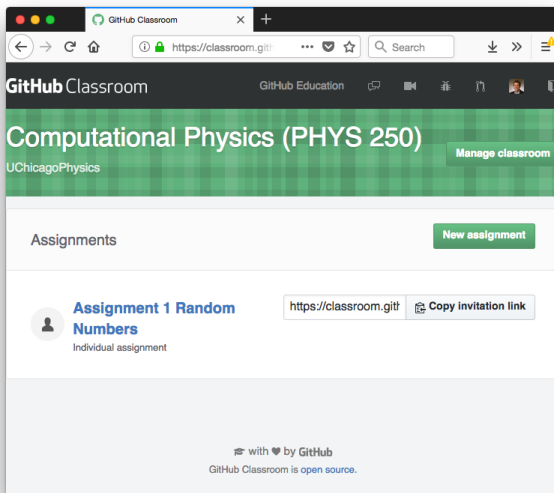 GitHub Classroom
https://classroom.gith
Search
GitHub Classroom
GitHub Education
Computational Physics (PHYS 250)
Manage classroom
UChicagoPhysics
Assignments
New assignment
Assignment 1 Random
Numbers
Individual assignment
https://classroom.gith
Copy invitation link
with ♥ by GitHub
GitHub Classroom is open source.